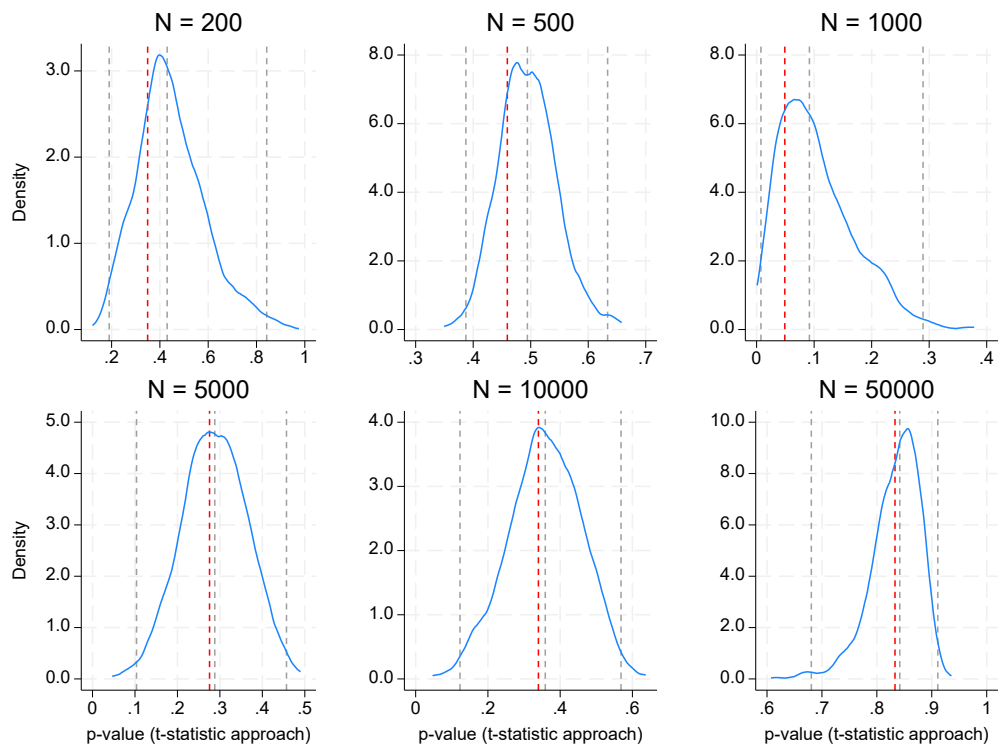 N = 200
3.0
2.0
1.0
0.0
Density
.2 .4 .6 .8 1
N = 500
8.0
6.0
4.0
2.0
0.0
.3 .4 .5 .6 .7
N = 1000
8.0
6.0
4.0
2.0
0.0
0 .1 .2 .3 .4
N = 5000
5.0
4.0
3.0
2.0
1.0
0.0
Density
0 .1 .2 .3 .4 .5
p-value (t-statistic approach)
N = 10000
4.0
3.0
2.0
1.0
0.0
0 .2 .4 .6
p-value (t-statistic approach)
N = 50000
10.0
8.0
6.0
4.0
2.0
0.0
.6 .7 .8 .9 1
p-value (t-statistic approach)